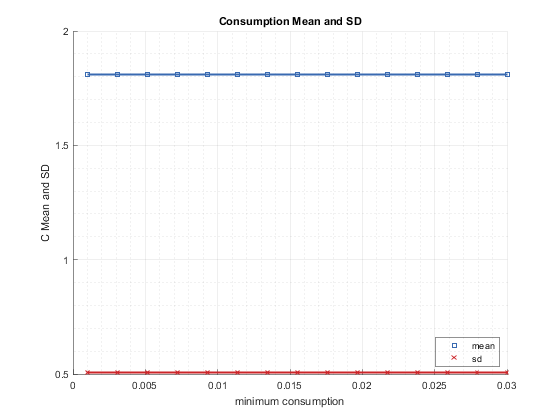 Consumption Mean and SD
2
1.5
1
0.5
C Mean and SD
0 0.005 0.01 0.015 0.02 0.025 0.03
minimum consumption
mean
sd